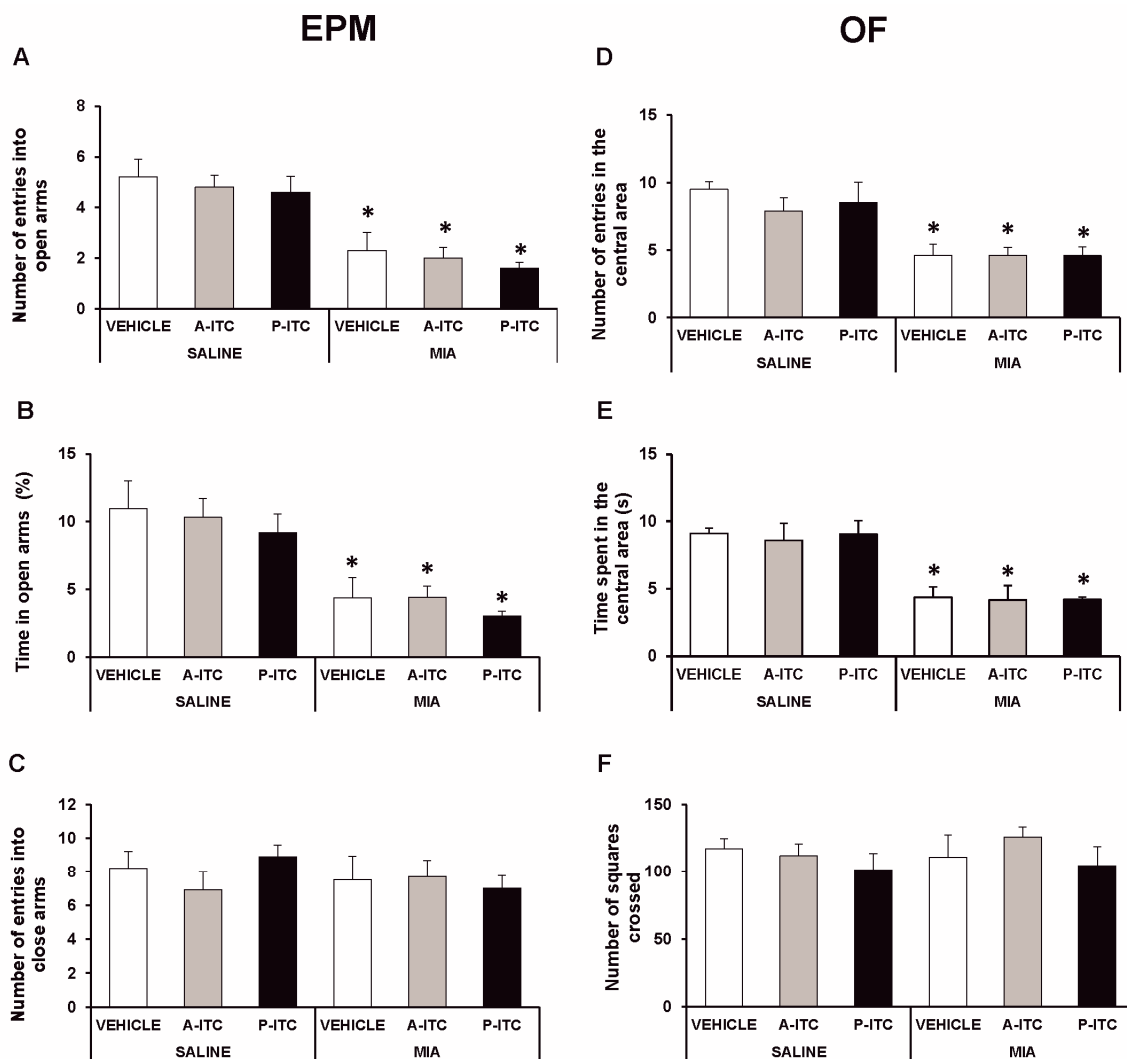 EPM
OF
A
Number of entries into
open arms
8
6
4
2
0
*
*
*
VEHICLE A-ITC P-ITC VEHICLE A-ITC P-ITC
SALINE MIA
B
Time in open arms (%)
15
10
5
0
*
*
*
VEHICLE A-ITC P-ITC VEHICLE A-ITC P-ITC
SALINE MIA
C
Number of entries into
close arms
12
10
8
6
4
2
0
VEHICLE A-ITC P-ITC VEHICLE A-ITC P-ITC
SALINE MIA
D
Number of entries in the
central area
15
10
5
0
* * *
VEHICLE A-ITC P-ITC VEHICLE A-ITC P-ITC
SALINE MIA
E
Time spent in the
central area (s)
15
10
5
0
* * *
VEHICLE A-ITC P-ITC VEHICLE A-ITC P-ITC
SALINE MIA
F
Number of squares
crossed
150
100
50
0
VEHICLE A-ITC P-ITC VEHICLE A-ITC P-ITC
SALINE MIA